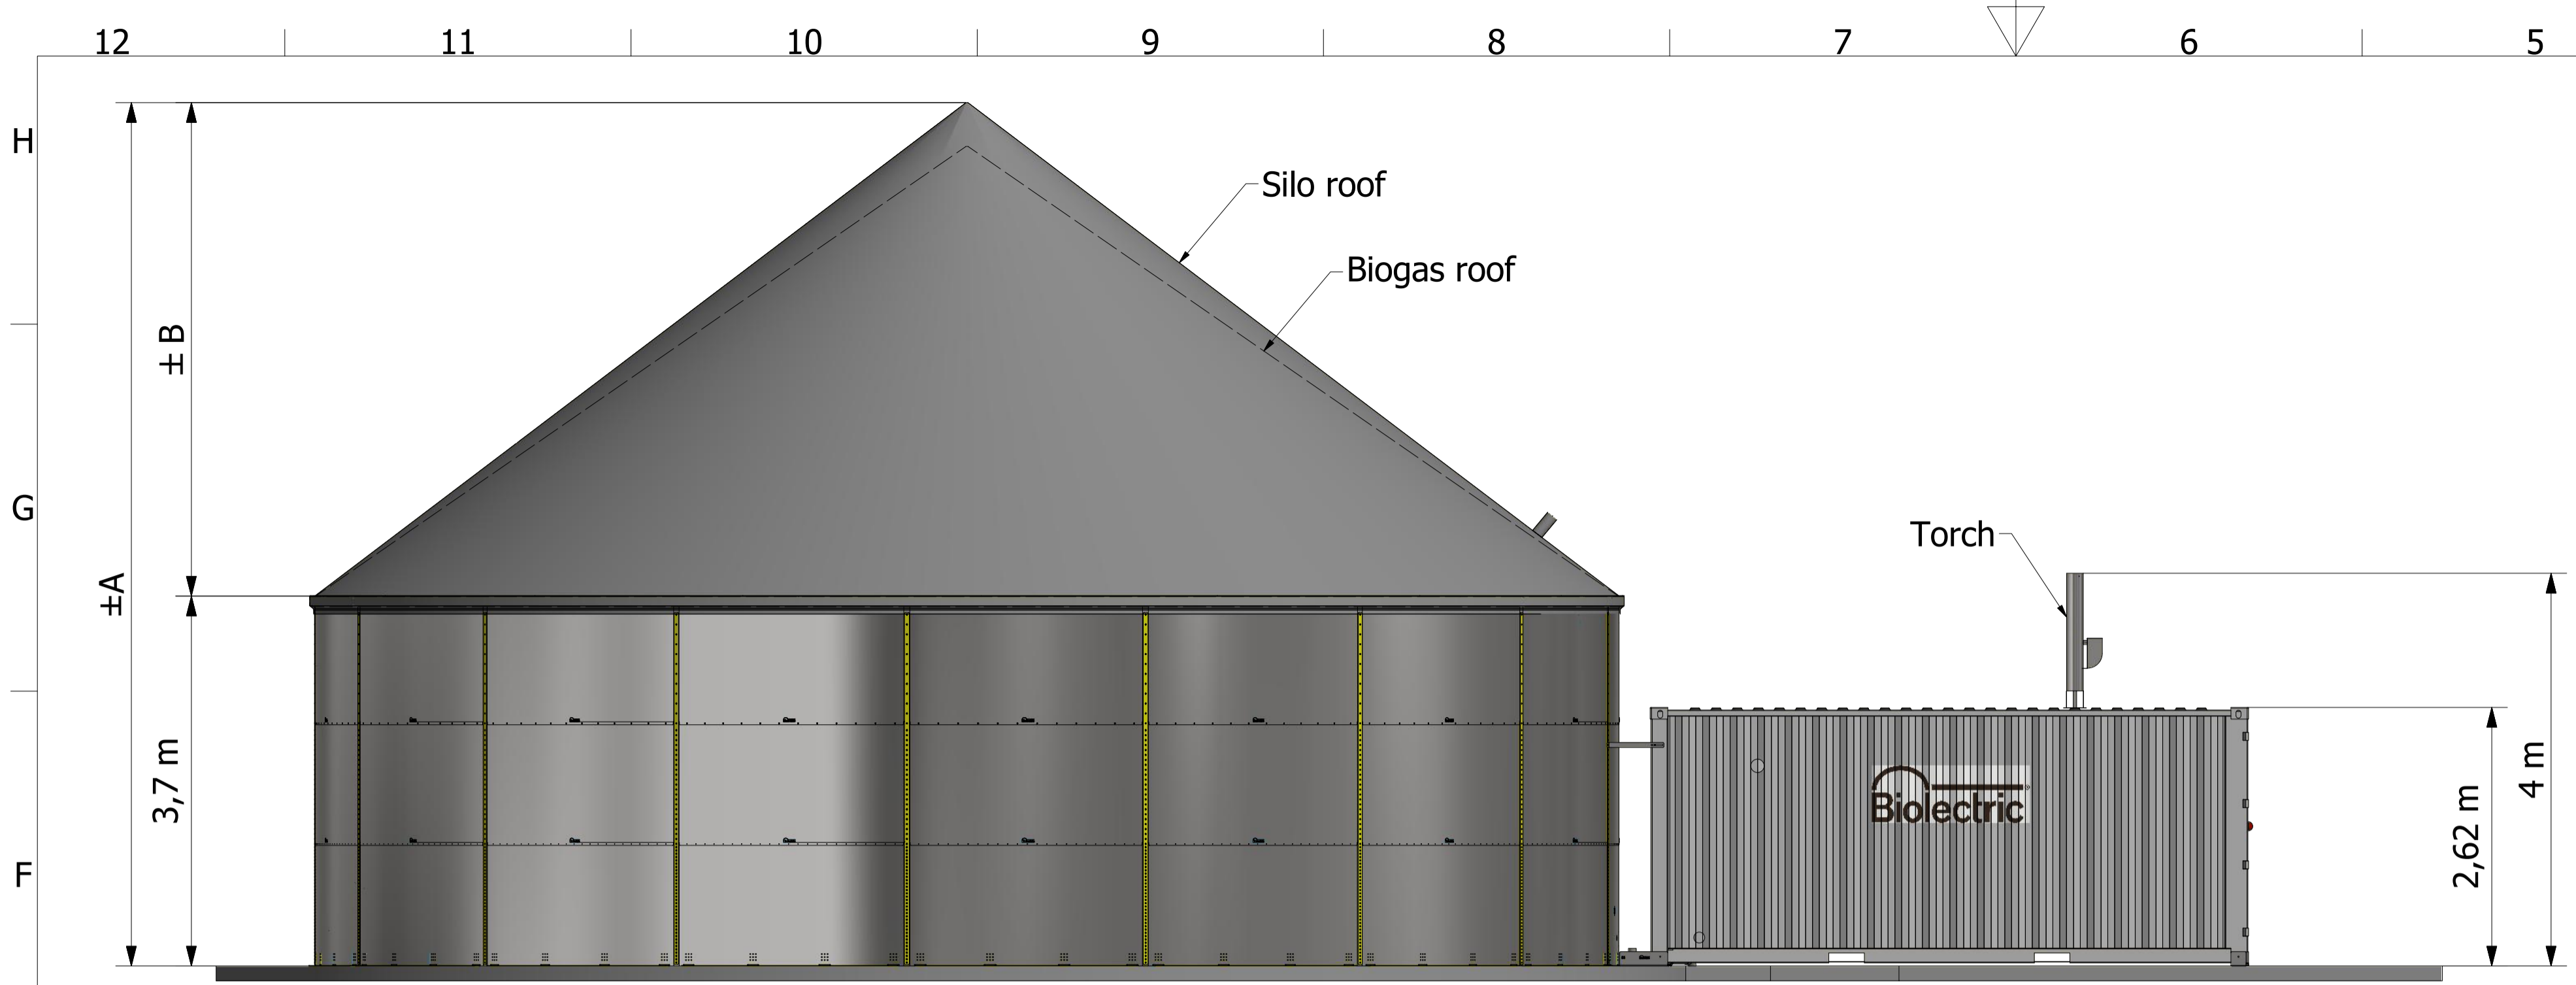 12 11 10 9 8 7 6 5
H
Silo roof
Biogas roof
± B
G
Torch
±A
3,7 m
4 m
Biolectric
2,62 m
F